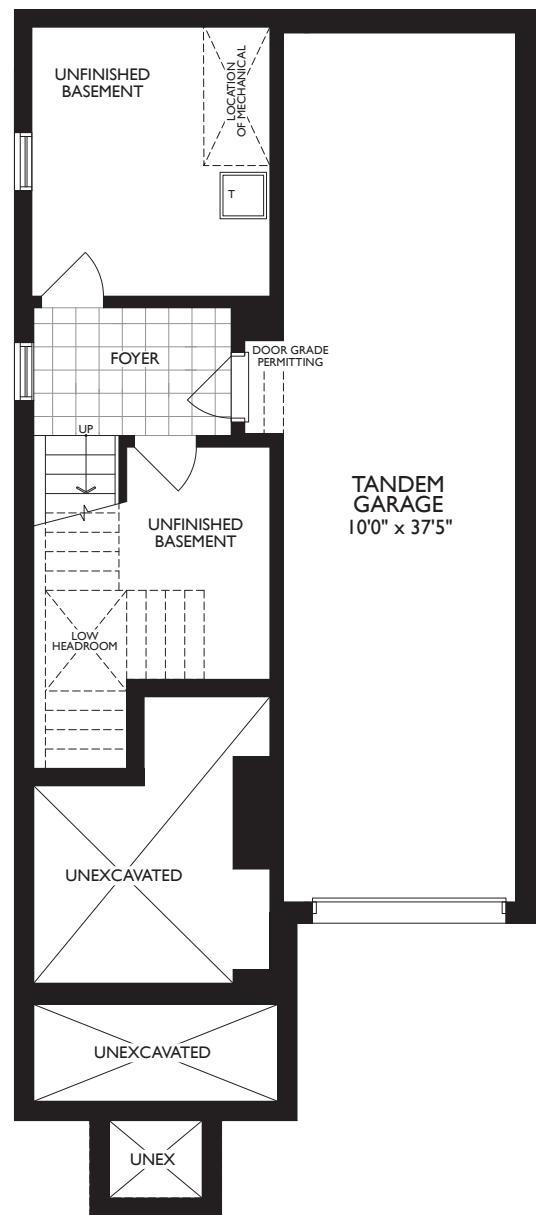 UNFINISHED
BASEMENT
LOCATION
OF MECHANICAL
T
FOYER
DOOR GRADE
PERMITTING
UP
TANDEM
GARAGE
10'0" x 37'5"
UNFINISHED
BASEMENT
LOW
HEADROOM
UNEXCAVATED
UNEXCAVATED
UNEX